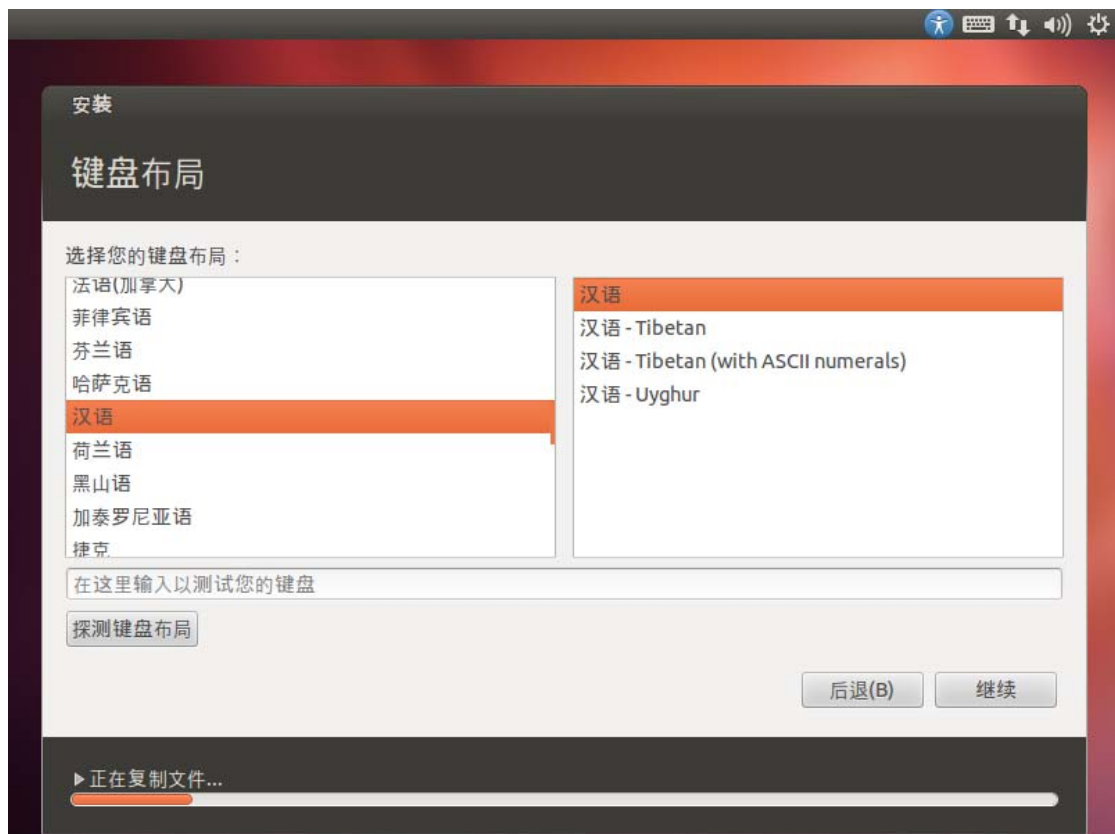 安装
键盘布局
选择您的键盘布局：
法语(加拿大)
菲律宾语
芬兰语
哈萨克语
汉语
荷兰语
黑山语
加泰罗尼亚语
捷克
汉语
汉语 - Tibetan
汉语 - Tibetan (with ASCII numerals)
汉语 - Uyghur
在这里输入以测试您的键盘
探测键盘布局
后退(B) 继续
正在复制文件...